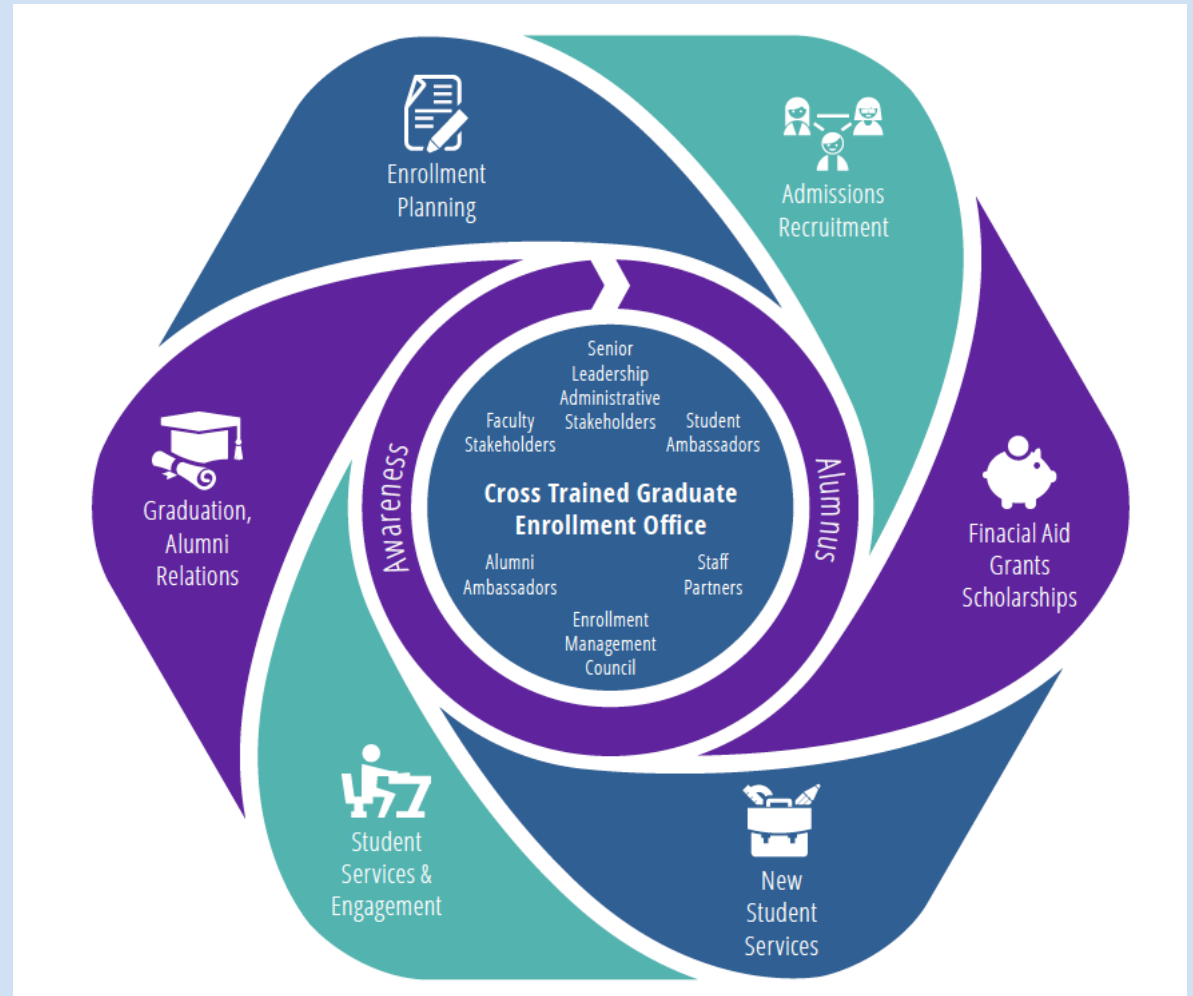 Enrollment
Planning
Admissions
Recruitment
Finacial Aid
Grants
Scholarships
New
Student
Services
Student
Services &
Engagement
Graduation,
Alumni
Relations
Awareness
Alumnus
Senior
Leadership
Administrative
Stakeholders
Faculty
Stakeholders
Student
Ambassadors
Cross Trained Graduate
Enrollment Office
Alumni
Ambassadors
Staff
Partners
Enrollment
Management
Council